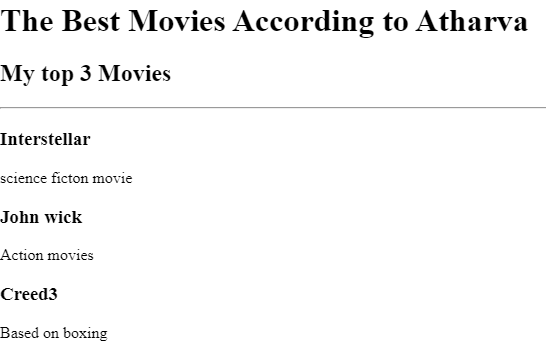 The Best Movies According to Atharva
My top 3 Movies
Interstellar
science ficton movie
John wick
Action movies
Creed3
Based on boxing